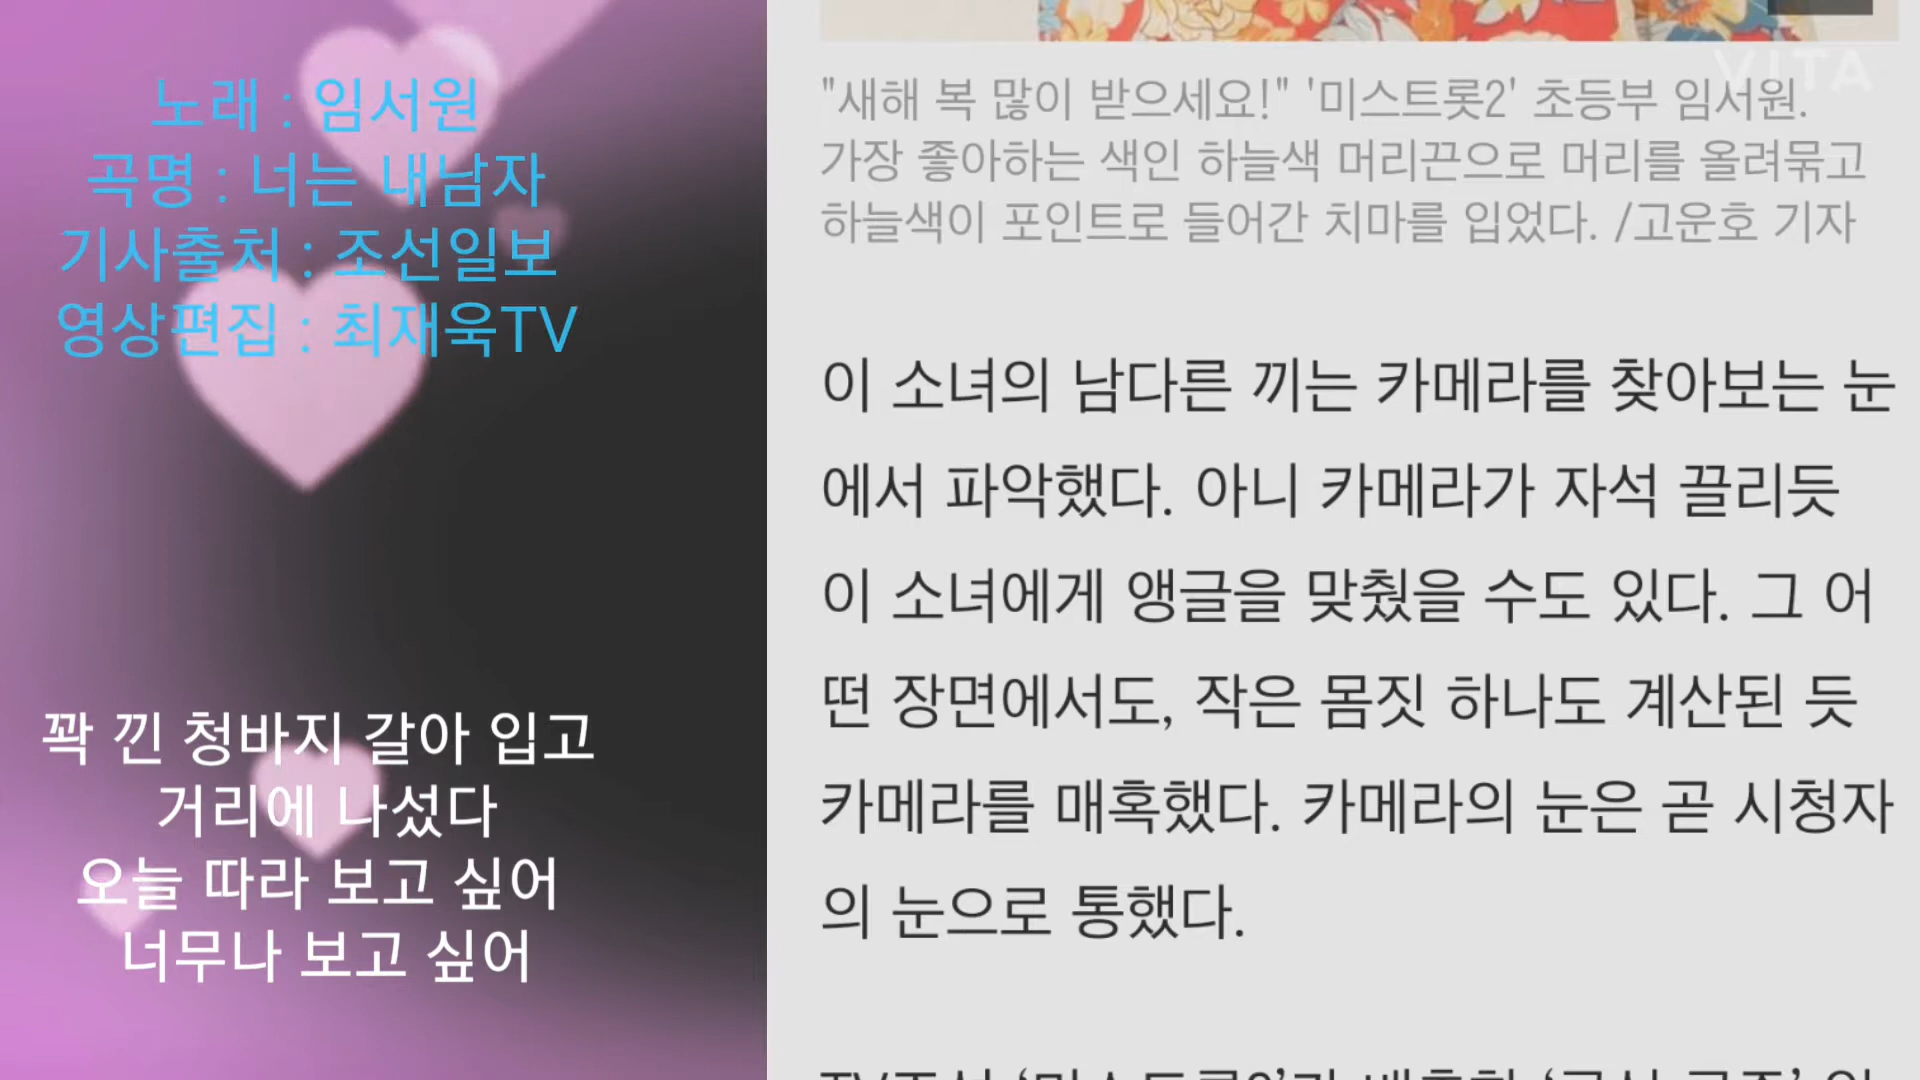 노래 : 임서원
곡명 : 너는 내남자
기사출처 : 조선일보
영상편집 : 최재욱TV
꽉 낀 청바지 갈아 입고
거리에 나섰다
오늘 따라 보고 싶어
너무나 보고 싶어
VITA
"새해 복 많이 받으세요!" '미스트롯2' 초등부 임서원.
가장 좋아하는 색인 하늘색 머리끈으로 머리를 올려묶고
하늘색이 포인트로 들어간 치마를 입었다. /고운호 기자
이 소녀의 남다른 끼는 카메라를 찾아보는 눈
에서 파악했다. 아니 카메라가 자석 끌리듯
이 소녀에게 앵글을 맞췄을 수도 있다. 그 어
떤 장면에서도, 작은 몸짓 하나도 계산된 듯
카메라를 매혹했다. 카메라의 눈은 곧 시청자
의 눈으로 통했다.